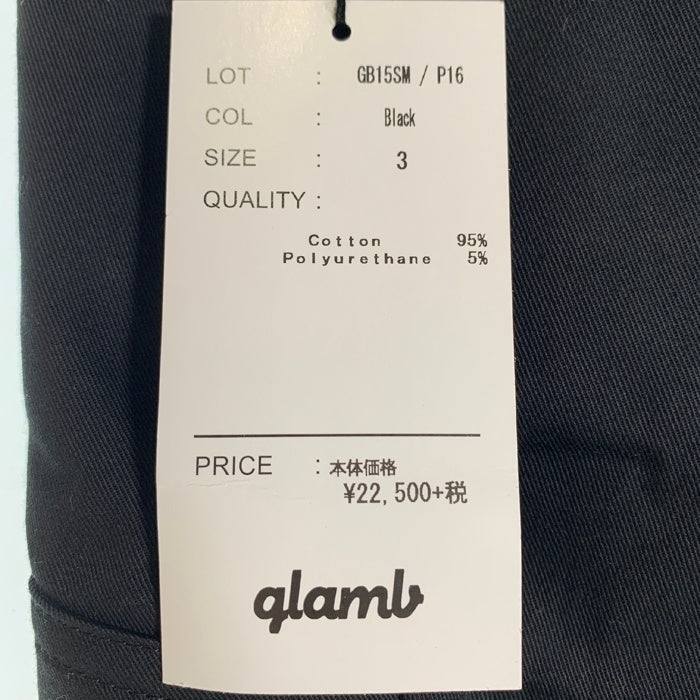 LOT : GB15SM / P16
COL : Black
SIZE : 3
QUALITY :
Cotton 95%
Polyurethane 5%
PRICE : 本体価格
¥22,500+税
glamb